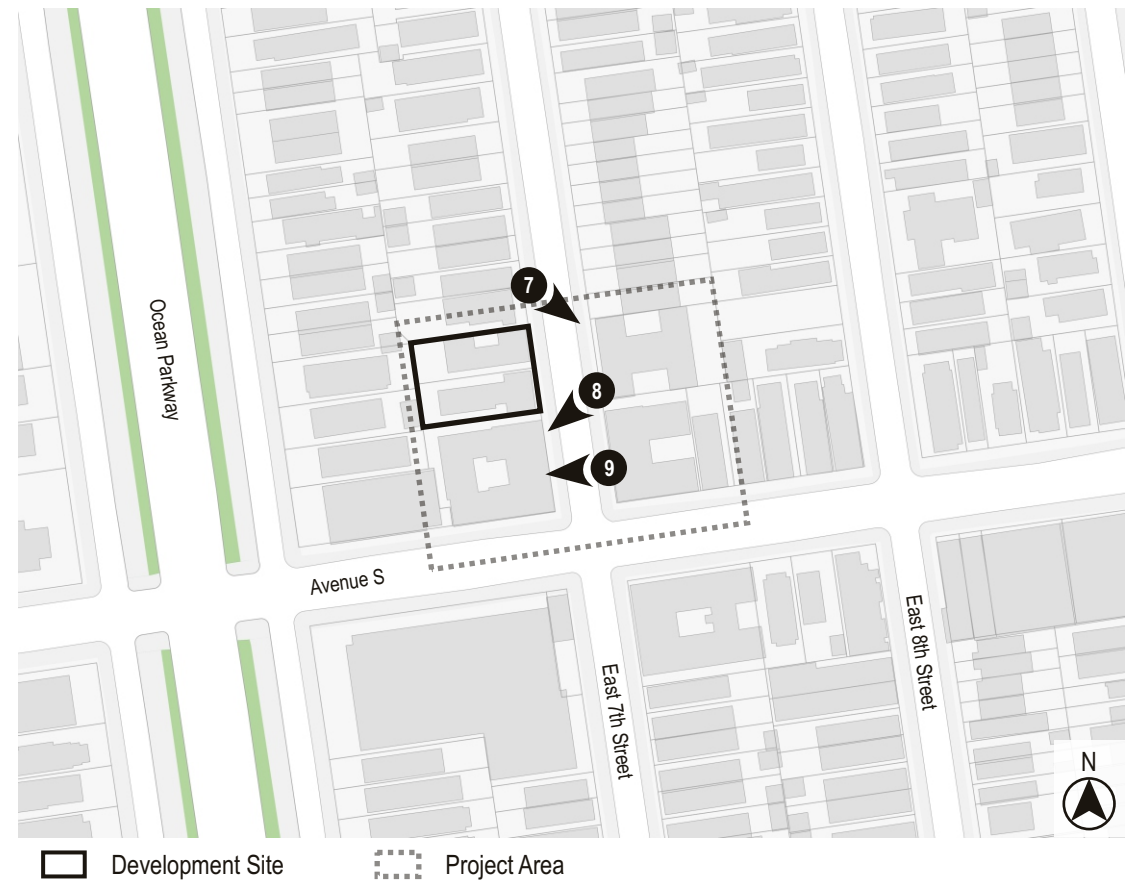 7
8
Ocean Parkway
9
Avenue S
East 8th Street
East 7th Street
N
Development Site
Project Area